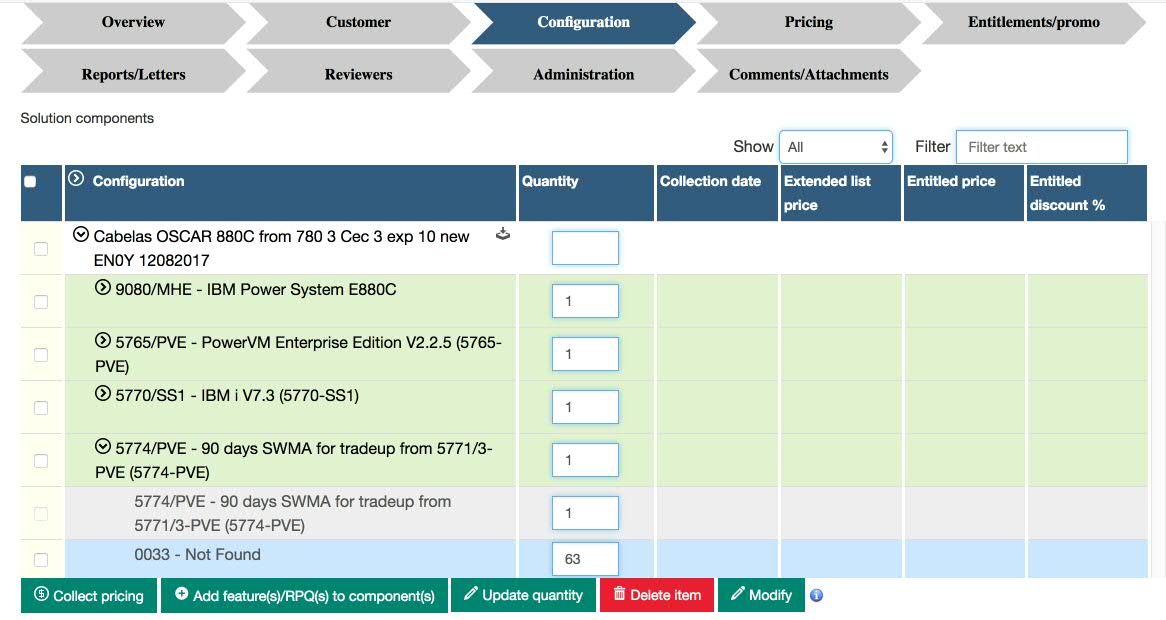 Overview
Customer
Configuration
Pricing
Entitlements/promo
Reports/Letters
Reviewers
Administration
Comments/Attachments
Solution components
Show All Filter Filter text
Configuration
Quantity
Collection date
Extended list
price
Entitled price
Entitled
discount %
Cabelas OSCAR 880C from 780 3 Cec 3 exp 10 new
EN0Y 12082017
9080/MHE - IBM Power System E880C
1
5765/PVE - PowerVM Enterprise Edition V2.2.5 (5765-
PVE)
1
5770/SS1 - IBM i V7.3 (5770-SS1)
1
5774/PVE - 90 days SWMA for tradeup from 5771/3-
PVE (5774-PVE)
1
5774/PVE - 90 days SWMA for tradeup from
5771/3-PVE (5774-PVE)
1
0033 - Not Found
63
Collect pricing
Add feature(s)/RPQ(s) to component(s)
Update quantity
Delete item
Modify